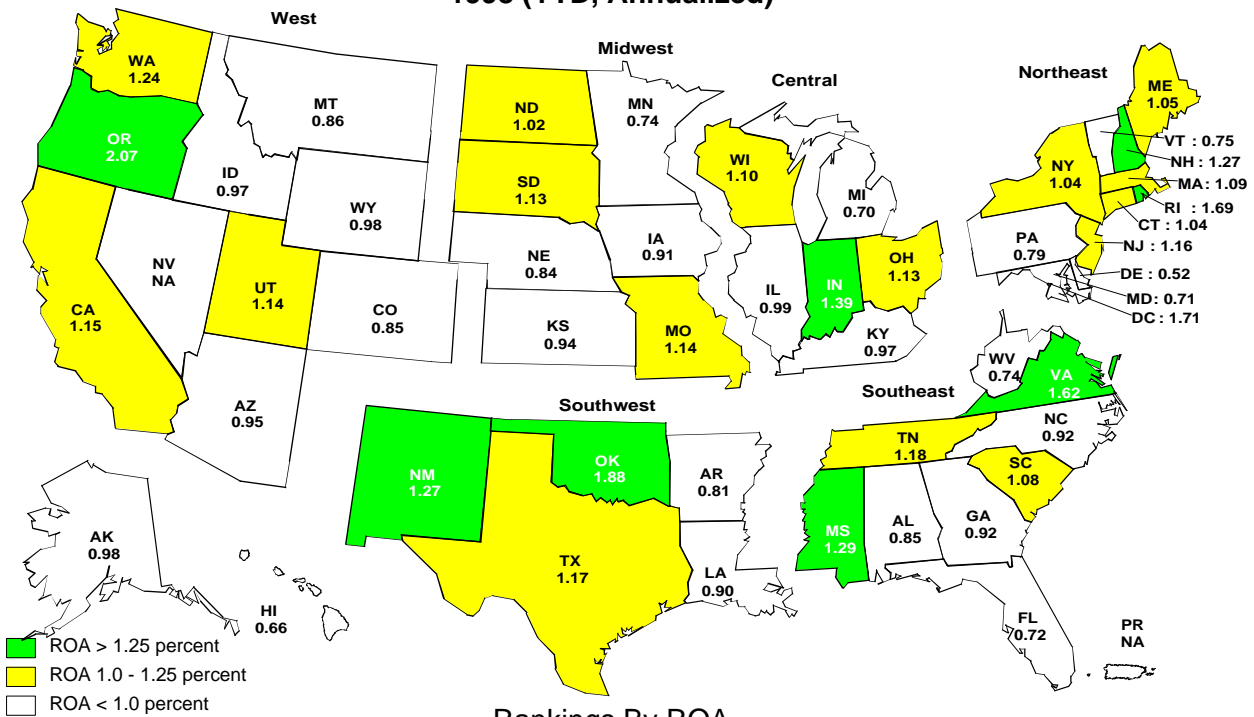 West
Midwest
Central
Northeast
WA
1.24
MT
0.86
ND
1.02
MN
0.74
ME
1.05
OR
2.07
ID
0.97
SD
1.13
WI
1.10
MI
0.70
NY
1.04
VT : 0.75
NH : 1.27
MA : 1.09
RI : 1.69
CT : 1.04
NJ : 1.16
WY
0.98
NE
0.84
IA
0.91
PA
0.79
DE : 0.52
MD : 0.71
DC : 1.71
NV
NA
UT
1.14
CO
0.85
CA
1.15
KS
0.94
MO
1.14
IL
0.99
IN
1.39
OH
1.13
KY
0.97
WV
0.74
VA
1.62
Southwest
Southeast
AZ
0.95
NM
1.27
OK
1.88
AR
0.81
TN
1.18
NC
0.92
SC
1.08
MS
1.29
AL
0.85
GA
0.92
AK
0.98
HI
0.66
TX
1.17
LA
0.90
FL
0.72
PR
NA
ROA > 1.25 percent
ROA 1.0 - 1.25 percent
ROA < 1.0 percent